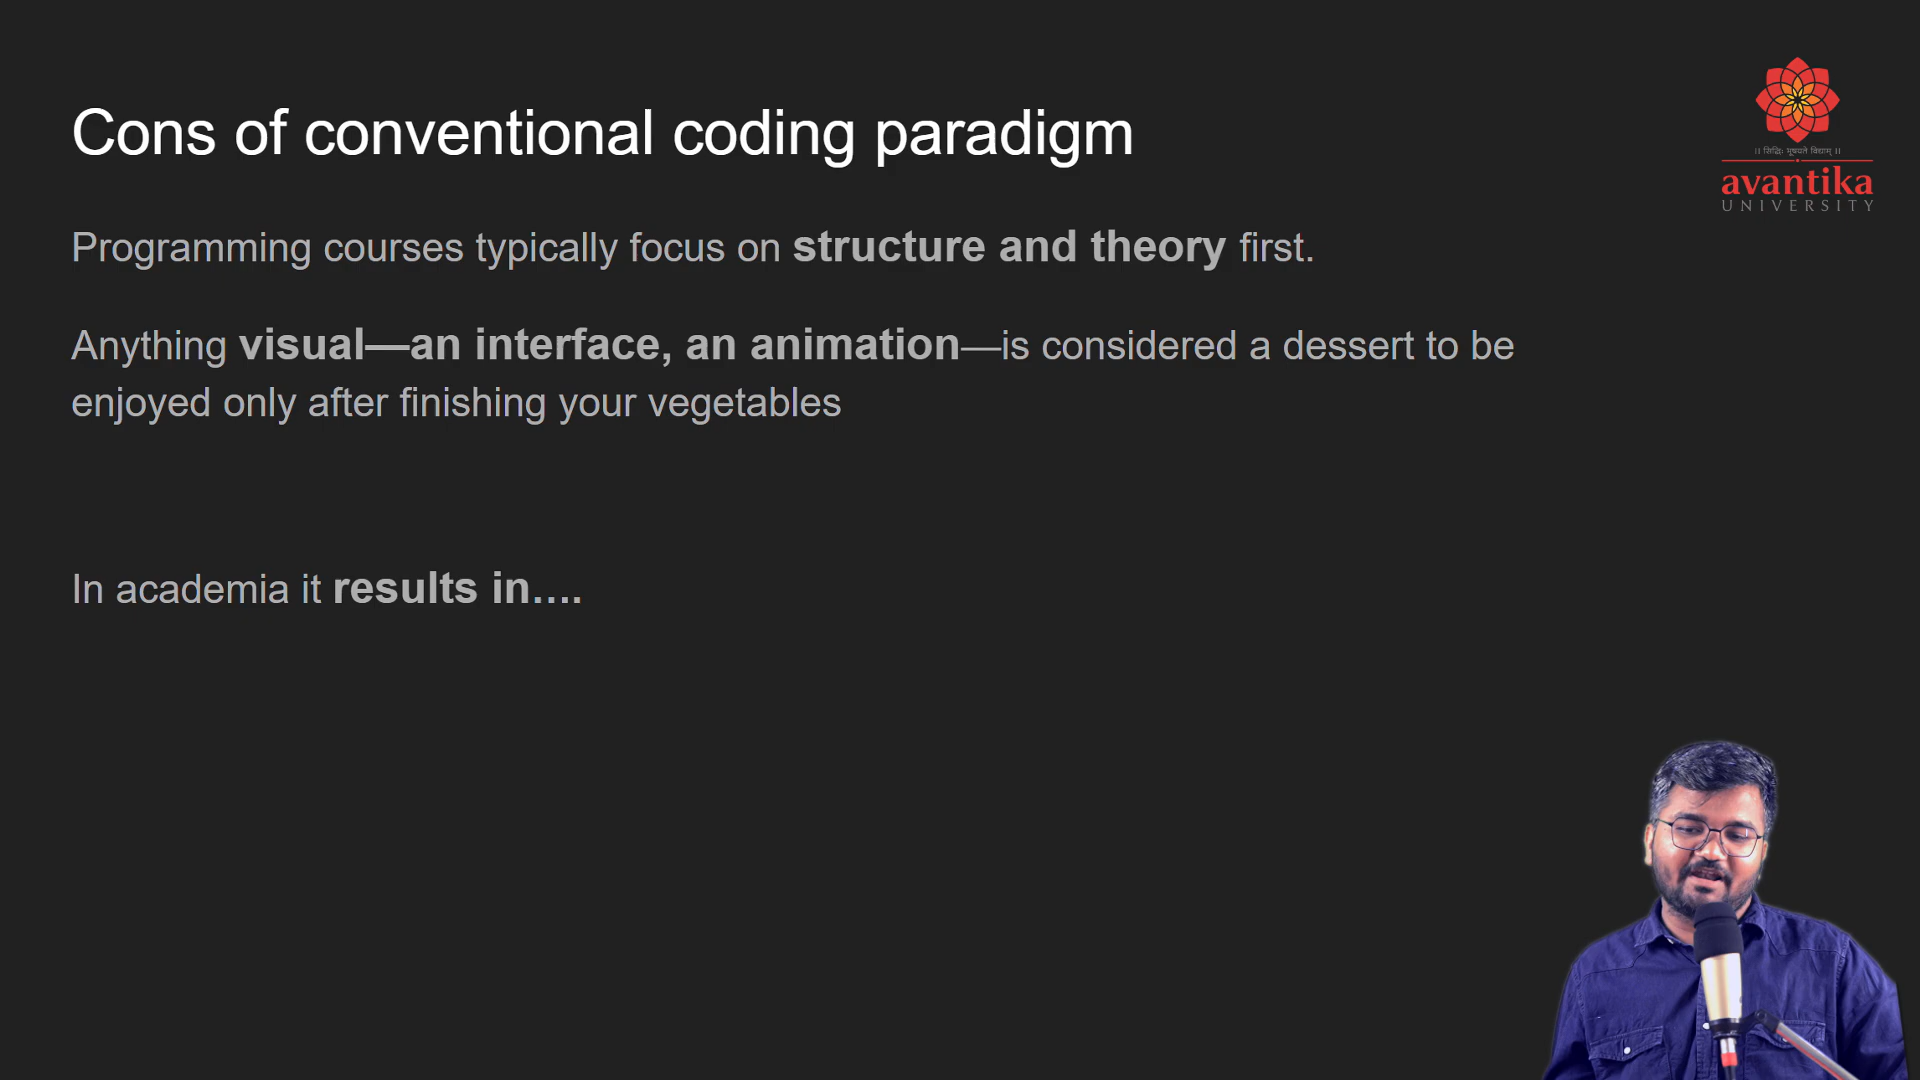 Cons of conventional coding paradigm
।। सिद्धिः भूषयते विद्याम् ।।
avantika
UNIVERSITY
Programming courses typically focus on structure and theory first.
Anything visual—an interface, an animation—is considered a dessert to be
enjoyed only after finishing your vegetables
In academia it results in….